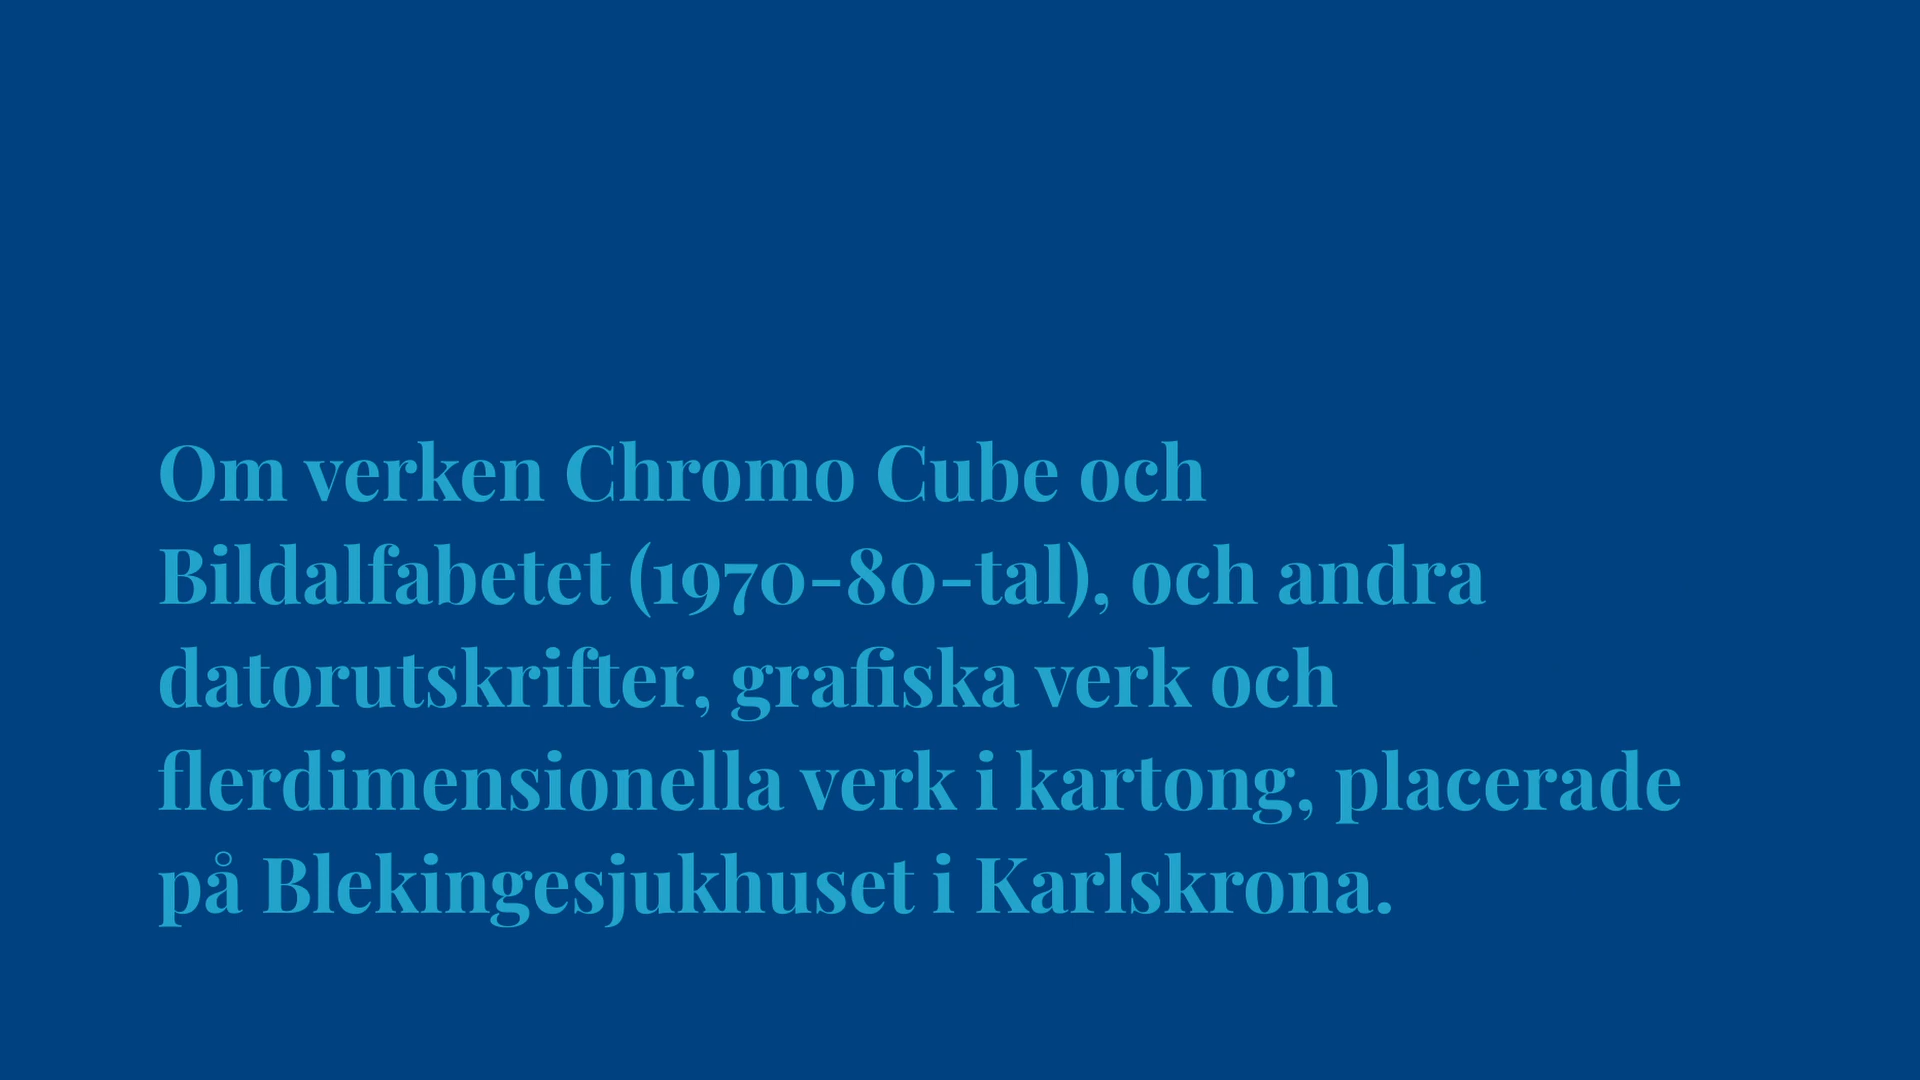 Om verken Chromo Cube och
Bildalfabetet (1970-80-tal), och andra
datorutskrifter, grafiska verk och
flerdimensionella verk i kartong, placerade
på Blekingesjukhuset i Karlskrona.